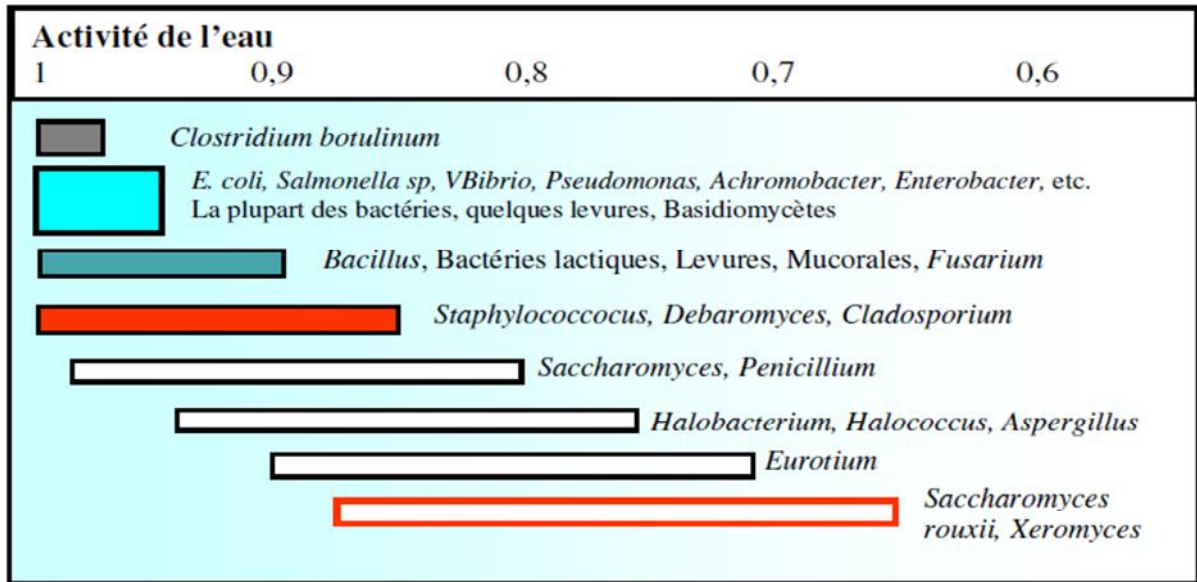 Activité de l'eau
1 0,9 0,8 0,7 0,6
Clostridium botulinum
E. coli, Salmonella sp, VBibrio, Pseudomonas, Achromobacter, Enterobacter, etc.
La plupart des bactéries, quelques levures, Basidiomycètes
Bacillus, Bactéries lactiques, Levures, Mucorales, Fusarium
Staphylococcocus, Debaromyces, Cladosporium
Saccharomyces, Penicillium
Halobacterium, Halococcus, Aspergillus
Eurotium
Saccharomyces
rouxii, Xeromyces